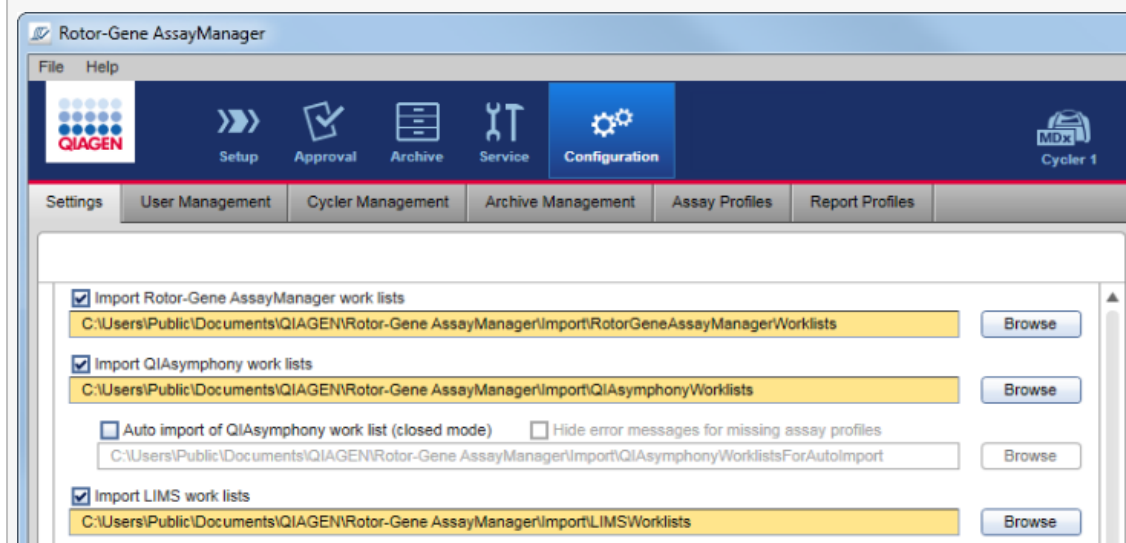 Rotor-Gene AssayManager
File Help
QIAGEN
Setup Approval Archive Service Configuration
MDx
Cycler 1
Settings User Management Cycler Management Archive Management Assay Profiles Report Profiles
Import Rotor-Gene AssayManager work lists
C:\Users\Public\Documents\QIAGEN\Rotor-Gene AssayManager\Import\RotorGeneAssayManagerWorklists Browse
Import QIAsymphony work lists
C:\Users\Public\Documents\QIAGEN\Rotor-Gene AssayManager\Import\QIAsymphonyWorklists Browse
Auto import of QIAsymphony work list (closed mode) Hide error messages for missing assay profiles
C:\Users\Public\Documents\QIAGEN\Rotor-Gene AssayManager\Import\QIAsymphonyWorklistsForAutoImport Browse
Import LIMS work lists
C:\Users\Public\Documents\QIAGEN\Rotor-Gene AssayManager\Import\LIMSWorklists Browse